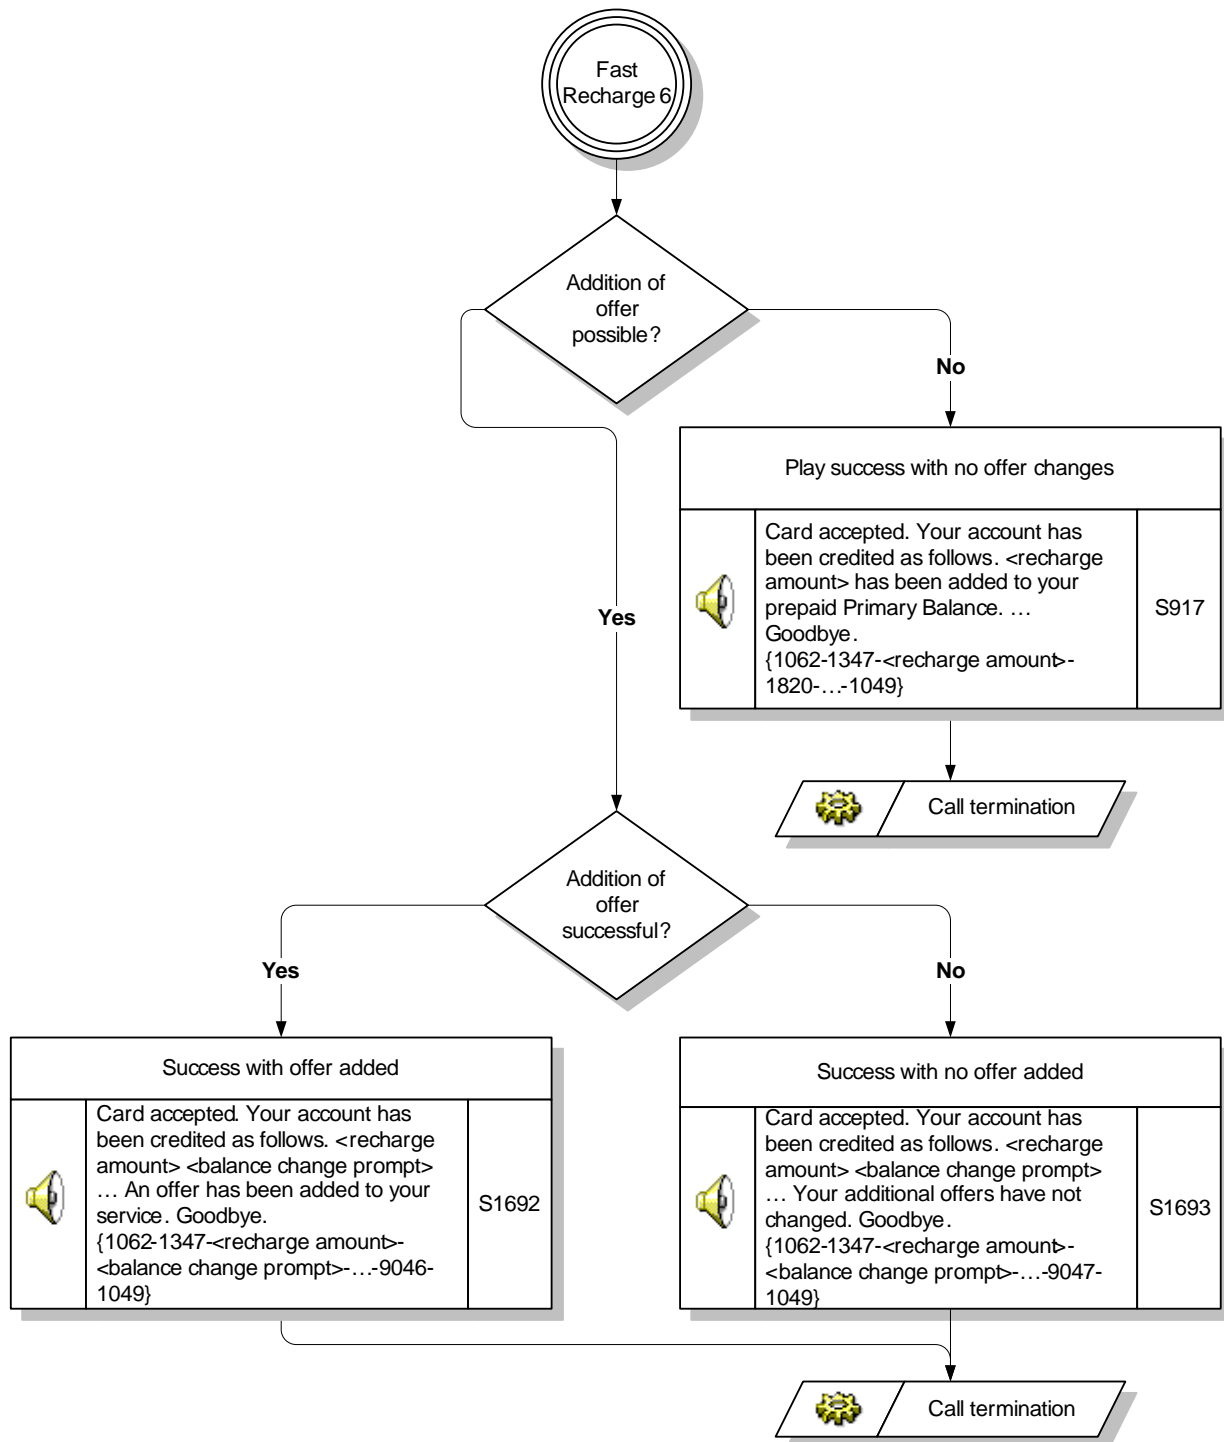 Fast
Recharge 6
Addition of
offer
possible?
No
Play success with no offer changes
Card accepted. Your account has
been credited as follows. <recharge
amount> has been added to your
prepaid Primary Balance. …
Goodbye.
{1062-1347-<recharge amount>-
1820-…-1049}
S917
Yes
Call termination
Addition of
offer
successful?
Yes
No
Success with offer added
Card accepted. Your account has
been credited as follows. <recharge
amount> <balance change prompt>
… An offer has been added to your
service. Goodbye.
{1062-1347-<recharge amount>-
<balance change prompt>-…-9046-
1049}
S1692
Success with no offer added
Card accepted. Your account has
been credited as follows. <recharge
amount> <balance change prompt>
… Your additional offers have not
changed. Goodbye.
{1062-1347-<recharge amount>-
<balance change prompt>-…-9047-
1049}
S1693
Call termination